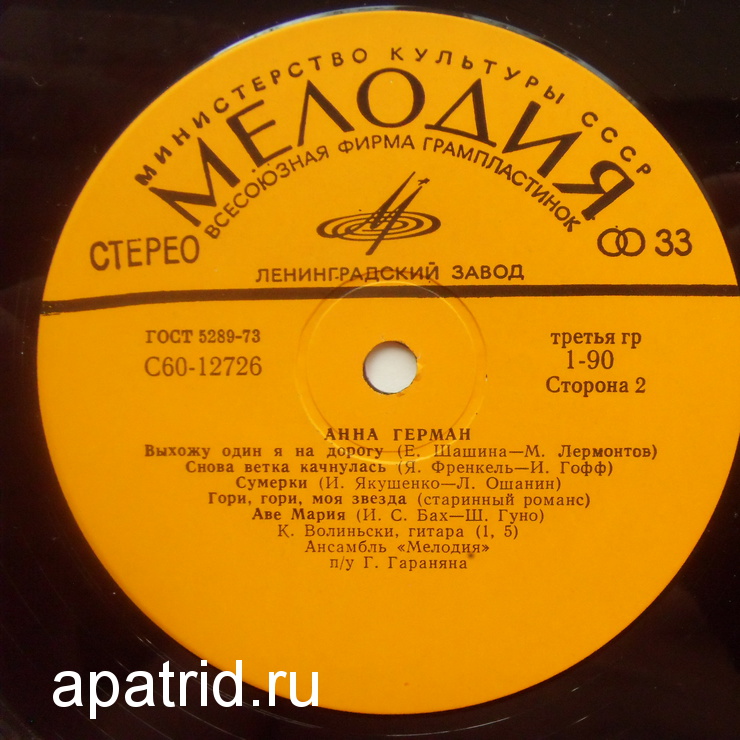 МИНИСТЕРСТВО КУЛЬТУРЫ СССР
МЕЛОДИЯ
ВСЕСОЮЗНАЯ ФИРМА ГРАМПЛАСТИНОК
СТЕРЕО
33
ЛЕНИНГРАДСКИЙ ЗАВОД
ГОСТ 5289-73
С60-12726
третья гр
1-90
Сторона 2
АННА ГЕРМАН
Выхожу один я на дорогу (Е. Шашина—М. Лермонтов)
Снова ветка качнулась (Я. Френкель—И. Гофф)
Сумерки (И. Якушенко—Л. Ошанин)
Гори, гори, моя звезда (старинный романс)
Аве Мария (И. С. Бах—Ш. Гуно)
К. Волиньски, гитара (1, 5)
Ансамбль «Мелодия»
п/у Г. Гараняна
apatrid.ru